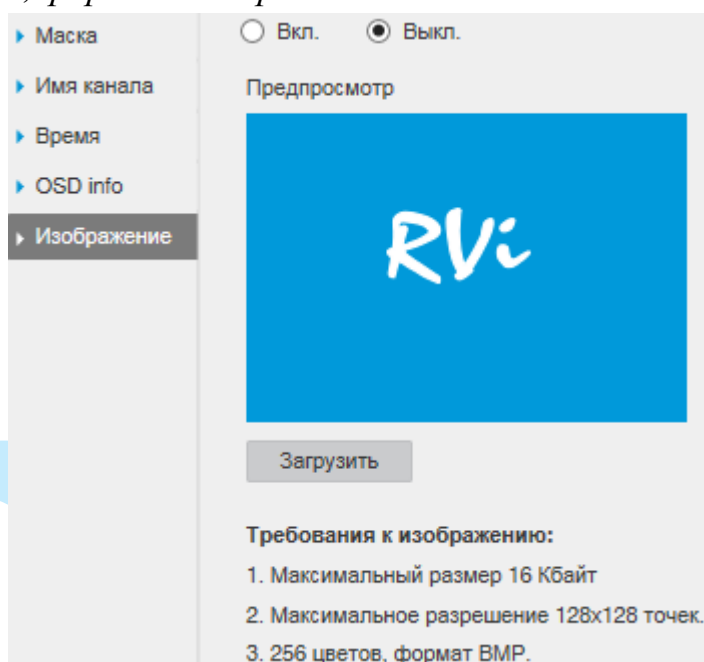 Маска
Вкл. Выкл.
Имя канала
Предпросмотр
Время
OSD info
Изображение
RVi
Загрузить
Требования к изображению:
1. Максимальный размер 16 Кбайт
2. Максимальное разрешение 128x128 точек.
3. 256 цветов, формат BMP.